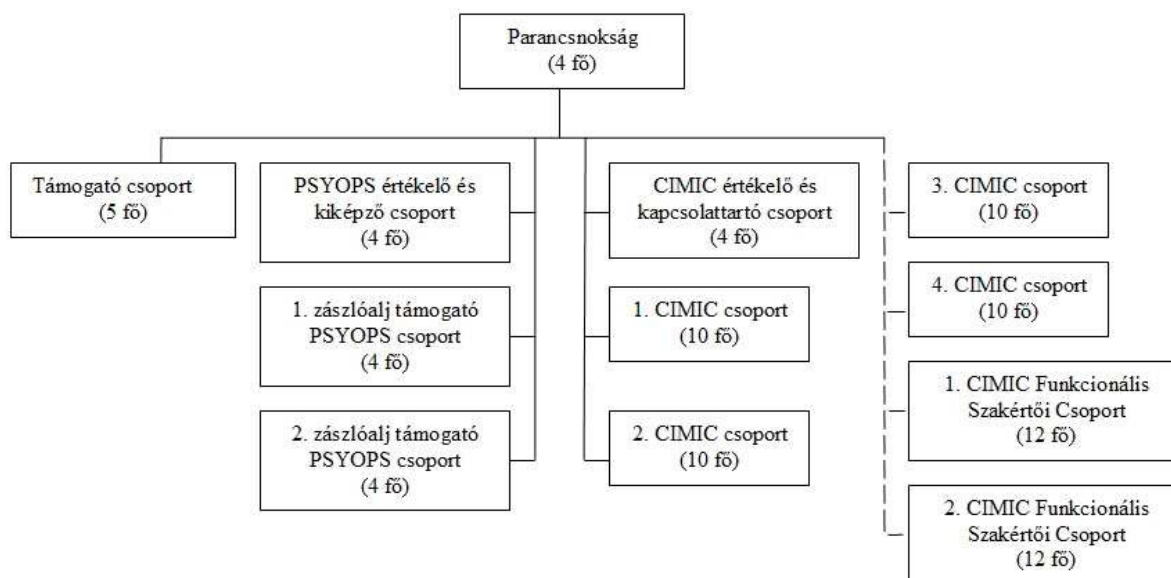 Parancsnokság
(4 fő)
Támogató csoport
(5 fő)
PSYOPS értékelő és
kiképző csoport
(4 fő)
1. zászlóalj támogató
PSYOPS csoport
(4 fő)
2. zászlóalj támogató
PSYOPS csoport
(4 fő)
CIMIC értékelő és
kapcsolattartó csoport
(4 fő)
1. CIMIC csoport
(10 fő)
2. CIMIC csoport
(10 fő)
3. CIMIC csoport
(10 fő)
4. CIMIC csoport
(10 fő)
1. CIMIC Funkcionális
Szakértői Csoport
(12 fő)
2. CIMIC Funkcionális
Szakértői Csoport
(12 fő)